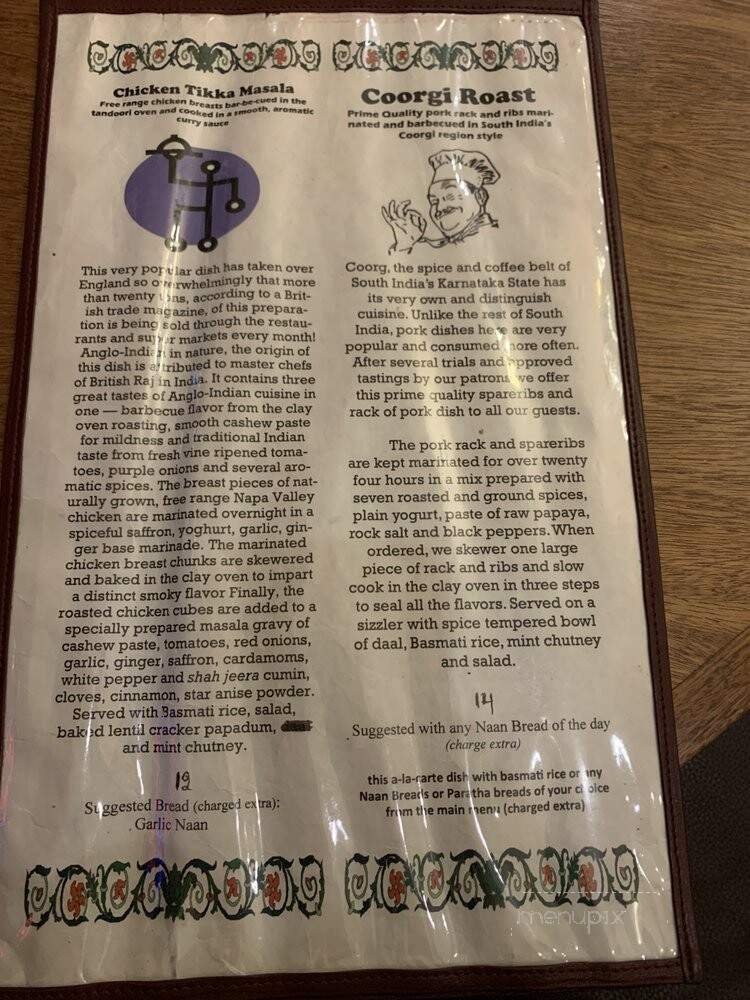 Chicken Tikka Masala
Free range chicken breasts bar-be-cued in the
tandoori oven and cooked in a smooth, aromatic
curry sauce
This very popular dish has taken over
England so overwhelmingly that more
than twenty tons, according to a Brit-
ish trade magazine, of this prepara-
tion is being sold through the restau-
rants and super markets every month!
Anglo-Indian in nature, the origin of
this dish is attributed to master chefs
of British Raj in India. It contains three
great tastes of Anglo-Indian cuisine in
one — barbecue flavor from the clay
oven roasting, smooth cashew paste
for mildness and traditional Indian
taste from fresh vine ripened toma-
toes, purple onions and several aro-
matic spices. The breast pieces of nat-
urally grown, free range Napa Valley
chicken are marinated overnight in a
spiceful saffron, yoghurt, garlic, gin-
ger base marinade. The marinated
chicken breast chunks are skewered
and baked in the clay oven to impart
a distinct smoky flavor Finally, the
roasted chicken cubes are added to a
specially prepared masala gravy of
cashew paste, tomatoes, red onions,
garlic, ginger, saffron, cardamoms,
white pepper and shah jeera cumin,
cloves, cinnamon, star anise powder.
Served with Basmati rice, salad,
baked lentil cracker papadum,
and mint chutney.
Suggested Bread (charged extra):
Garlic Naan
Coorgi Roast
Prime Quality pork rack and ribs mari-
nated and barbecued in South India's
Coorgi region style
Coorg, the spice and coffee belt of
South India's Karnataka State has
its very own and distinguish
cuisine. Unlike the rest of South
India, pork dishes here are very
popular and consumed more often.
After several trials and approved
tastings by our patrons we offer
this prime quality spareribs and
rack of pork dish to all our guests.
The pork rack and spareribs
are kept marinated for over twenty
four hours in a mix prepared with
seven roasted and ground spices,
plain yogurt, paste of raw papaya,
rock salt and black peppers. When
ordered, we skewer one large
piece of rack and ribs and slow
cook in the clay oven in three steps
to seal all the flavors. Served on a
sizzler with spice tempered bowl
of daal, Basmati rice, mint chutney
and salad.
14
Suggested with any Naan Bread of the day
(charge extra)
this a-la-rarte dish with basmati rice or any
Naan Breads or Paratha breads of your choice
from the main menu (charged extra)
menupix